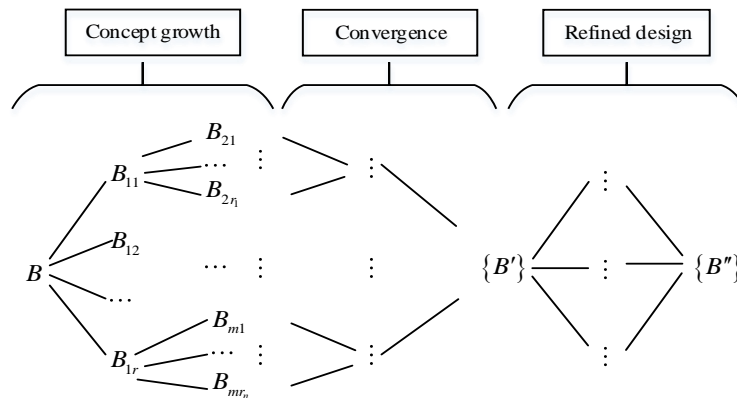 Concept growth Convergence Refined design
B₂₁
B₁₁ ... ⋮ ⋮ ⋮
B₂ᵣ₁
B₁₂
B ... ⋮ ⋮ {B′} ⋮ {B″}
...
Bₘ₁
B₁ᵣ ... ⋮ ⋮ ⋮
Bₘᵣₙ